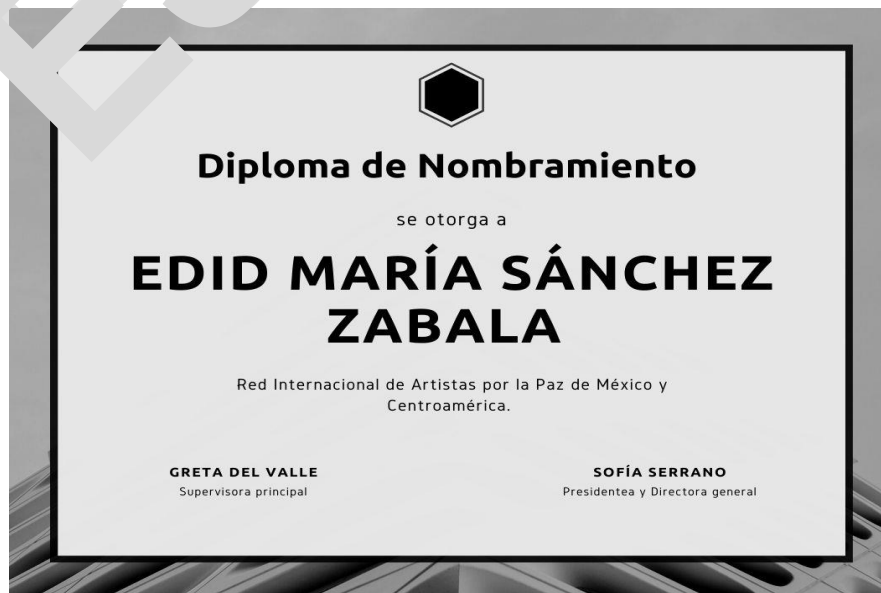 Diploma de Nombramiento
se otorga a
EDID MARÍA SÁNCHEZ
ZABALA
Red Internacional de Artistas por la Paz de México y
Centroamérica.
GRETA DEL VALLE
Supervisora principal
SOFÍA SERRANO
Presidentea y Directora general